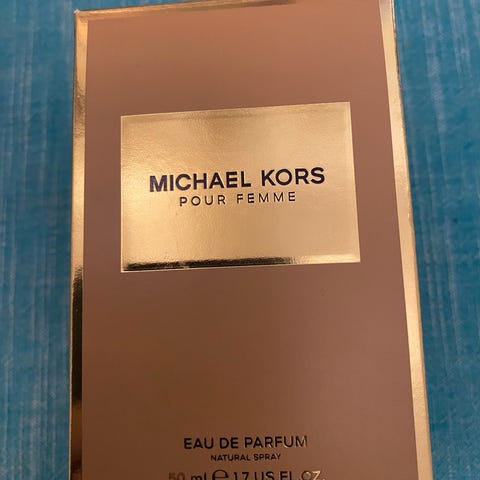 MICHAEL KORS
POUR FEMME
EAU DE PARFUM
NATURAL SPRAY
50 ml ℮ 1.7 US FL.OZ.